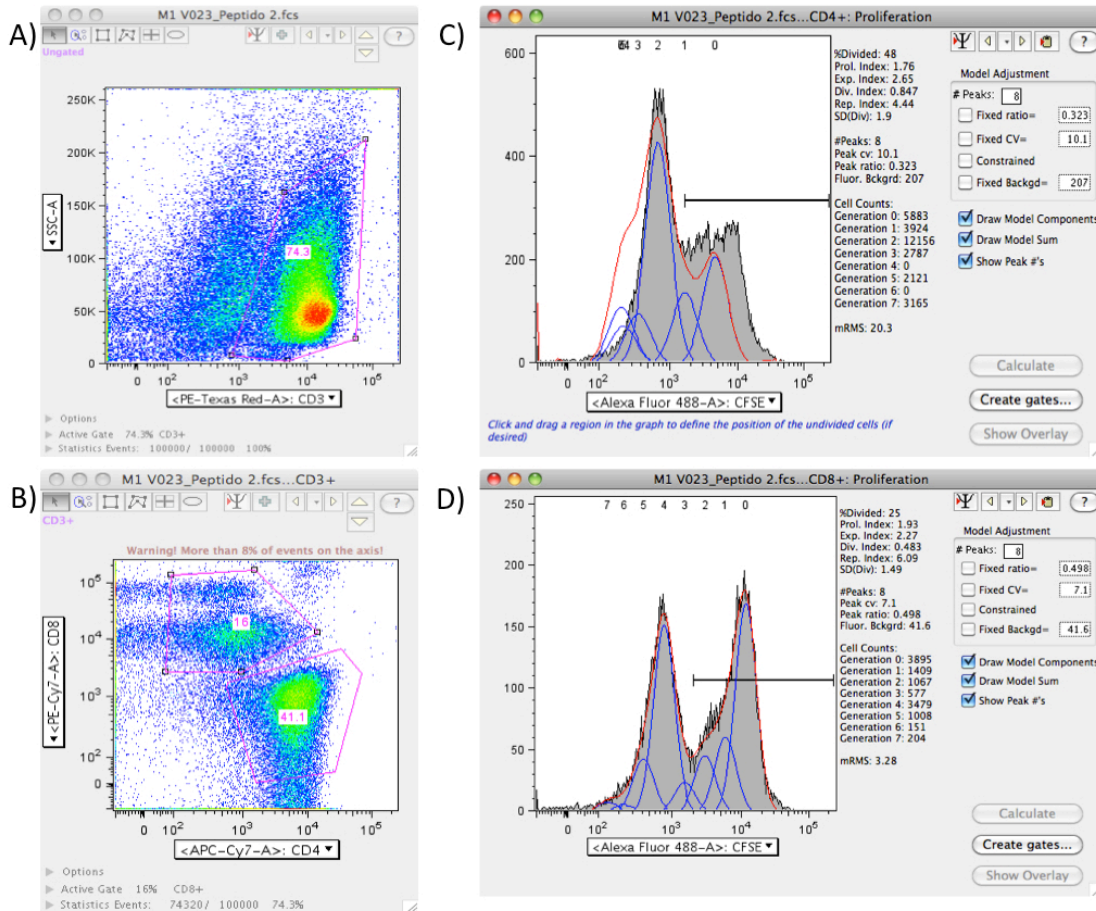 A)
M1 V023_Peptido 2.fcs
?
Ungated
250K
200K
150K
100K
50K
0
SSC-A
74.3
0 10² 10³ 10⁴ 10⁵
<PE-Texas Red-A>: CD3
Options
Active Gate 74.3% CD3+
Statistics Events: 100000/ 100000 100%
B)
M1 V023_Peptido 2.fcs...CD3+
?
CD3+
Warning! More than 8% of events on the axis!
10⁵
10⁴
10³
10²
0
<PE-Cy7-A>: CD8
16
41.1
0 10² 10³ 10⁴ 10⁵
<APC-Cy7-A>: CD4
Options
Active Gate 16% CD8+
Statistics Events: 74320/ 100000 74.3%
C)
M1 V023_Peptido 2.fcs...CD4+: Proliferation
600
400
200
0
4 3 2 1 0
0 10² 10³ 10⁴ 10⁵
<Alexa Fluor 488-A>: CFSE
Click and drag a region in the graph to define the position of the undivided cells (if
desired)
%Divided: 48
Prol. Index: 1.76
Exp. Index: 2.65
Div. Index: 0.847
Rep. Index: 4.44
SD(Div): 1.9
#Peaks: 8
Peak cv: 10.1
Peak ratio: 0.323
Fluor. Bckgrd: 207
Cell Counts:
Generation 0: 5883
Generation 1: 3924
Generation 2: 12156
Generation 3: 2787
Generation 4: 0
Generation 5: 2121
Generation 6: 0
Generation 7: 3165
mRMS: 20.3
?
Model Adjustment
# Peaks: 8
Fixed ratio= 0.323
Fixed CV= 10.1
Constrained
Fixed Backgd= 207
Draw Model Components
Draw Model Sum
Show Peak #'s
Calculate
Create gates...
Show Overlay
D)
M1 V023_Peptido 2.fcs...CD8+: Proliferation
250
200
150
100
50
0
7 6 5 4 3 2 1 0
0 10² 10³ 10⁴ 10⁵
<Alexa Fluor 488-A>: CFSE
%Divided: 25
Prol. Index: 1.93
Exp. Index: 2.27
Div. Index: 0.483
Rep. Index: 6.09
SD(Div): 1.49
#Peaks: 8
Peak cv: 7.1
Peak ratio: 0.498
Fluor. Bckgrd: 41.6
Cell Counts:
Generation 0: 3895
Generation 1: 1409
Generation 2: 1067
Generation 3: 577
Generation 4: 3479
Generation 5: 1008
Generation 6: 151
Generation 7: 204
mRMS: 3.28
?
Model Adjustment
# Peaks: 8
Fixed ratio= 0.498
Fixed CV= 7.1
Constrained
Fixed Backgd= 41.6
Draw Model Components
Draw Model Sum
Show Peak #'s
Calculate
Create gates...
Show Overlay